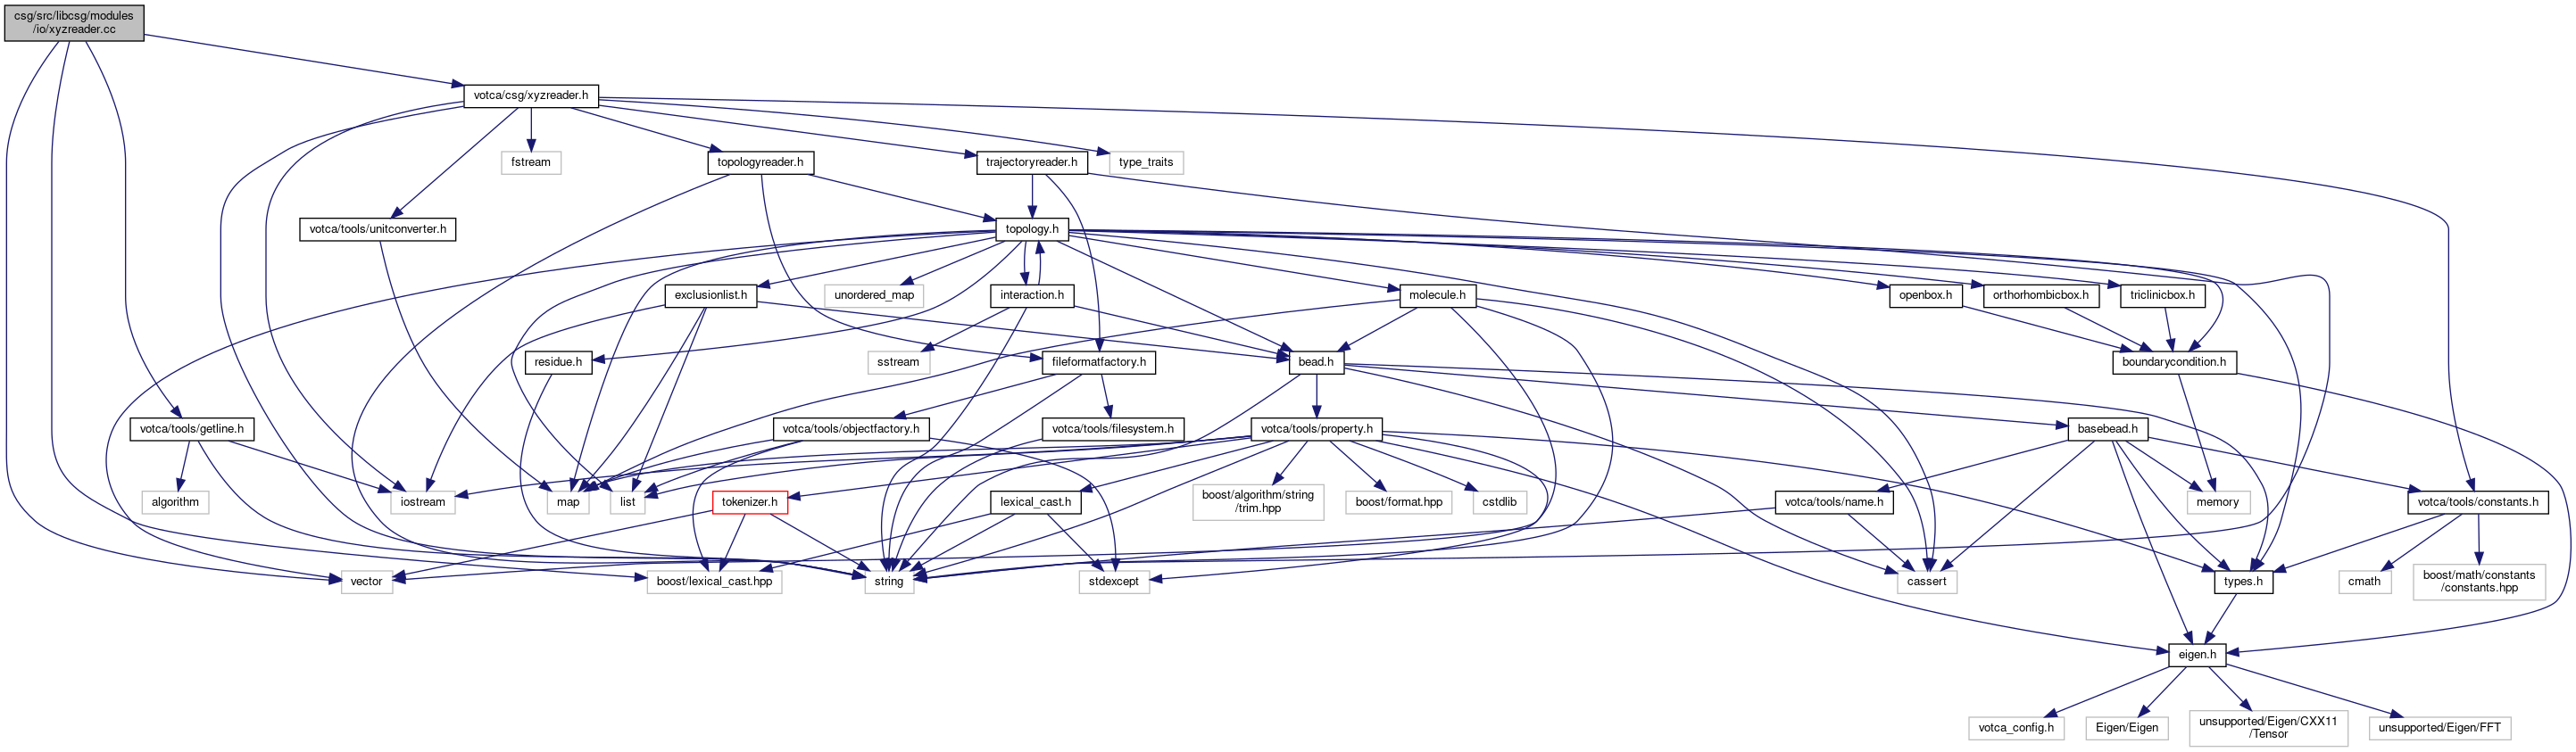 csg/src/libcsg/modules
/io/xyzreader.cc
votca/csg/xyzreader.h
fstream
topologyreader.h
trajectoryreader.h
type_traits
votca/tools/unitconverter.h
topology.h
exclusionlist.h
unordered_map
interaction.h
molecule.h
openbox.h
orthorhombicbox.h
triclinicbox.h
residue.h
sstream
fileformatfactory.h
bead.h
boundarycondition.h
votca/tools/getline.h
votca/tools/objectfactory.h
votca/tools/filesystem.h
votca/tools/property.h
basebead.h
algorithm
iostream
map
list
tokenizer.h
lexical_cast.h
boost/algorithm/string
/trim.hpp
boost/format.hpp
cstdlib
votca/tools/name.h
memory
votca/tools/constants.h
vector
boost/lexical_cast.hpp
string
stdexcept
cassert
types.h
cmath
boost/math/constants
/constants.hpp
eigen.h
votca_config.h
Eigen/Eigen
unsupported/Eigen/CXX11
/Tensor
unsupported/Eigen/FFT